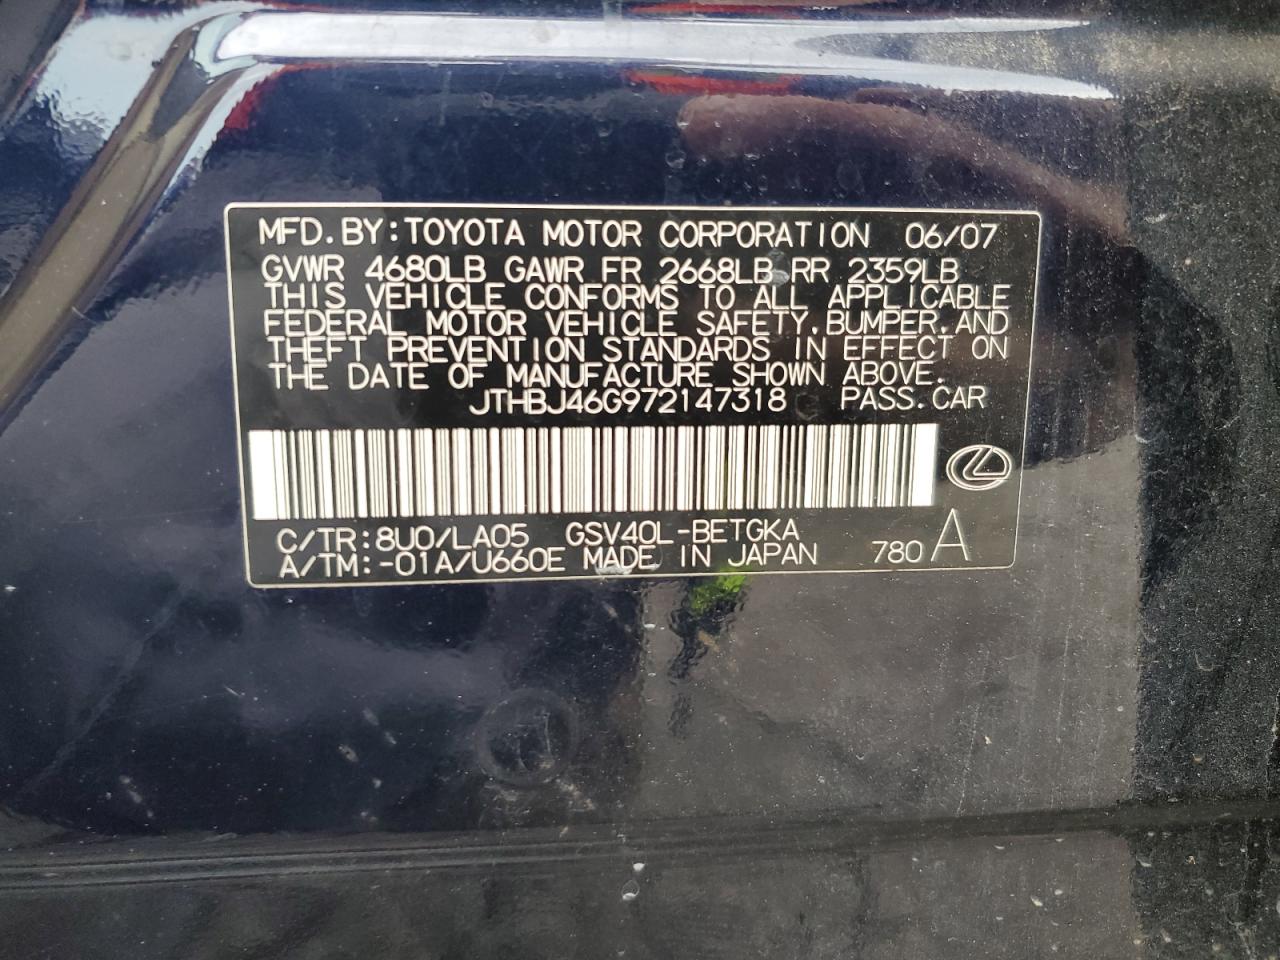 MFD.BY:TOYOTA MOTOR CORPORATION 06/07
GVWR 4680LB GAWR FR 2668LB RR 2359LB
THIS VEHICLE CONFORMS TO ALL APPLICABLE
FEDERAL MOTOR VEHICLE SAFETY,BUMPER,AND
THEFT PREVENTION STANDARDS IN EFFECT ON
THE DATE OF MANUFACTURE SHOWN ABOVE.
JTHBJ46G972147318 PASS.CAR
C/TR:8U0/LA05 GSV40L-BETGKA
A/TM:-01A/U660E MADE IN JAPAN 780 A